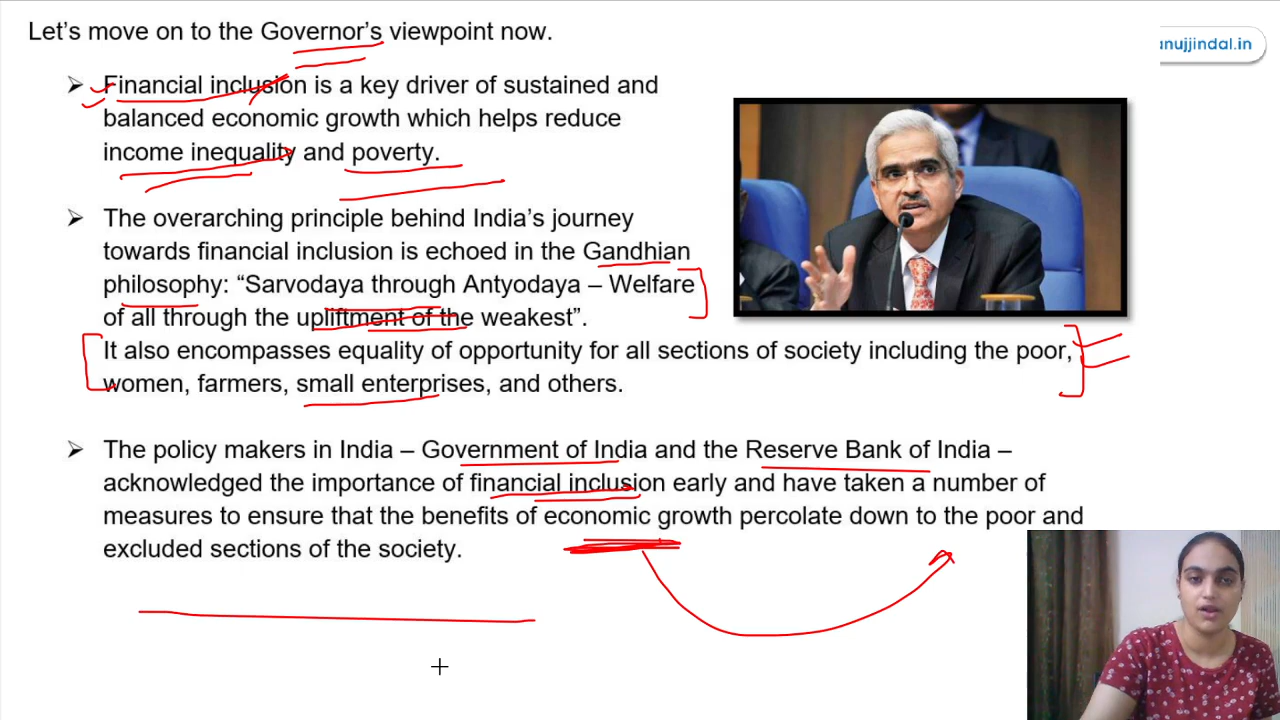 Let’s move on to the Governor’s viewpoint now.
anujjindal.in
➢ Financial inclusion is a key driver of sustained and
balanced economic growth which helps reduce
income inequality and poverty.
➢ The overarching principle behind India’s journey
towards financial inclusion is echoed in the Gandhian
philosophy: “Sarvodaya through Antyodaya – Welfare
of all through the upliftment of the weakest”.
It also encompasses equality of opportunity for all sections of society including the poor,
women, farmers, small enterprises, and others.
➢ The policy makers in India – Government of India and the Reserve Bank of India –
acknowledged the importance of financial inclusion early and have taken a number of
measures to ensure that the benefits of economic growth percolate down to the poor and
excluded sections of the society.